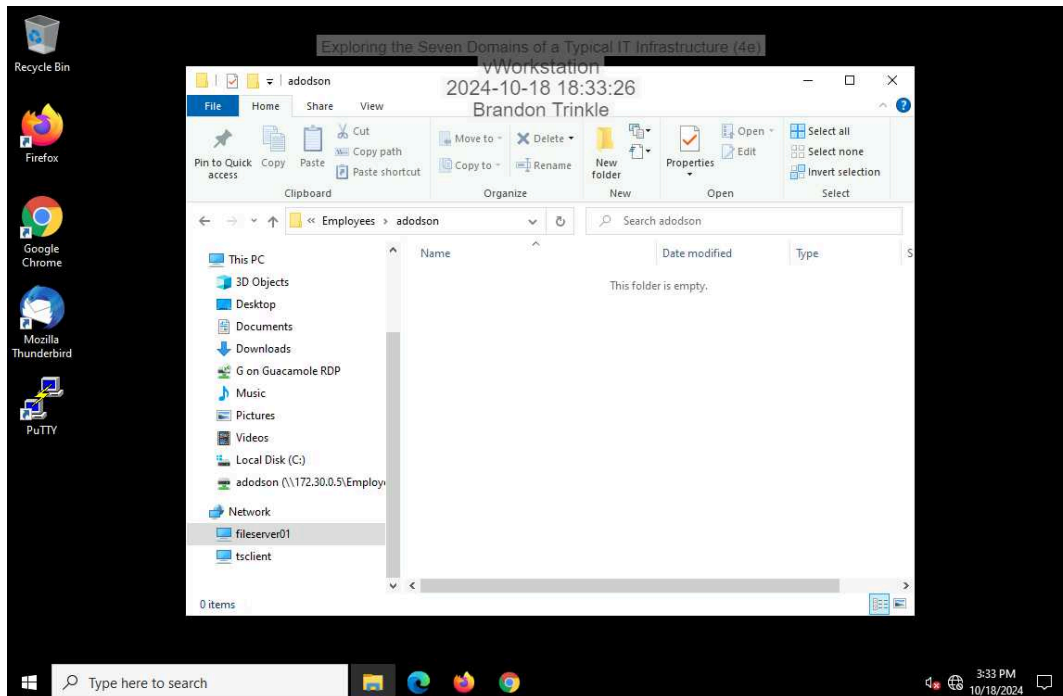 Exploring the Seven Domains of a Typical IT Infrastructure (4e)
vWorkstation
2024-10-18 18:33:26
Brandon Trinkle
Recycle Bin
Firefox
Google
Chrome
Mozilla
Thunderbird
PuTTY
adodson
File Home Share View
Pin to Quick
access
Copy
Paste
Cut
Copy path
Paste shortcut
Clipboard
Move to
Copy to
Delete
Rename
Organize
New
folder
New
Properties
Open
Edit
Open
Select all
Select none
Invert selection
Select
« Employees > adodson
Search adodson
This PC
3D Objects
Desktop
Documents
Downloads
G on Guacamole RDP
Music
Pictures
Videos
Local Disk (C:)
adodson (\\172.30.0.5\Employe
Network
fileserver01
tsclient
Name Date modified Type S
This folder is empty.
0 items
Type here to search
3:33 PM
10/18/2024